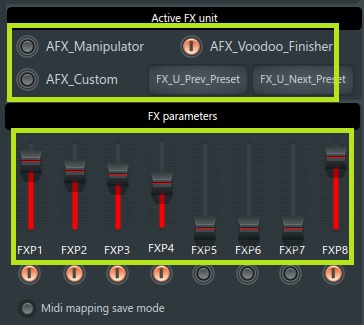 Active FX unit
AFX_Manipulator AFX_Voodoo_Finisher
AFX_Custom FX_U_Prev_Preset FX_U_Next_Preset
FX parameters
FXP1 FXP2 FXP3 FXP4 FXP5 FXP6 FXP7 FXP8
Midi mapping save mode